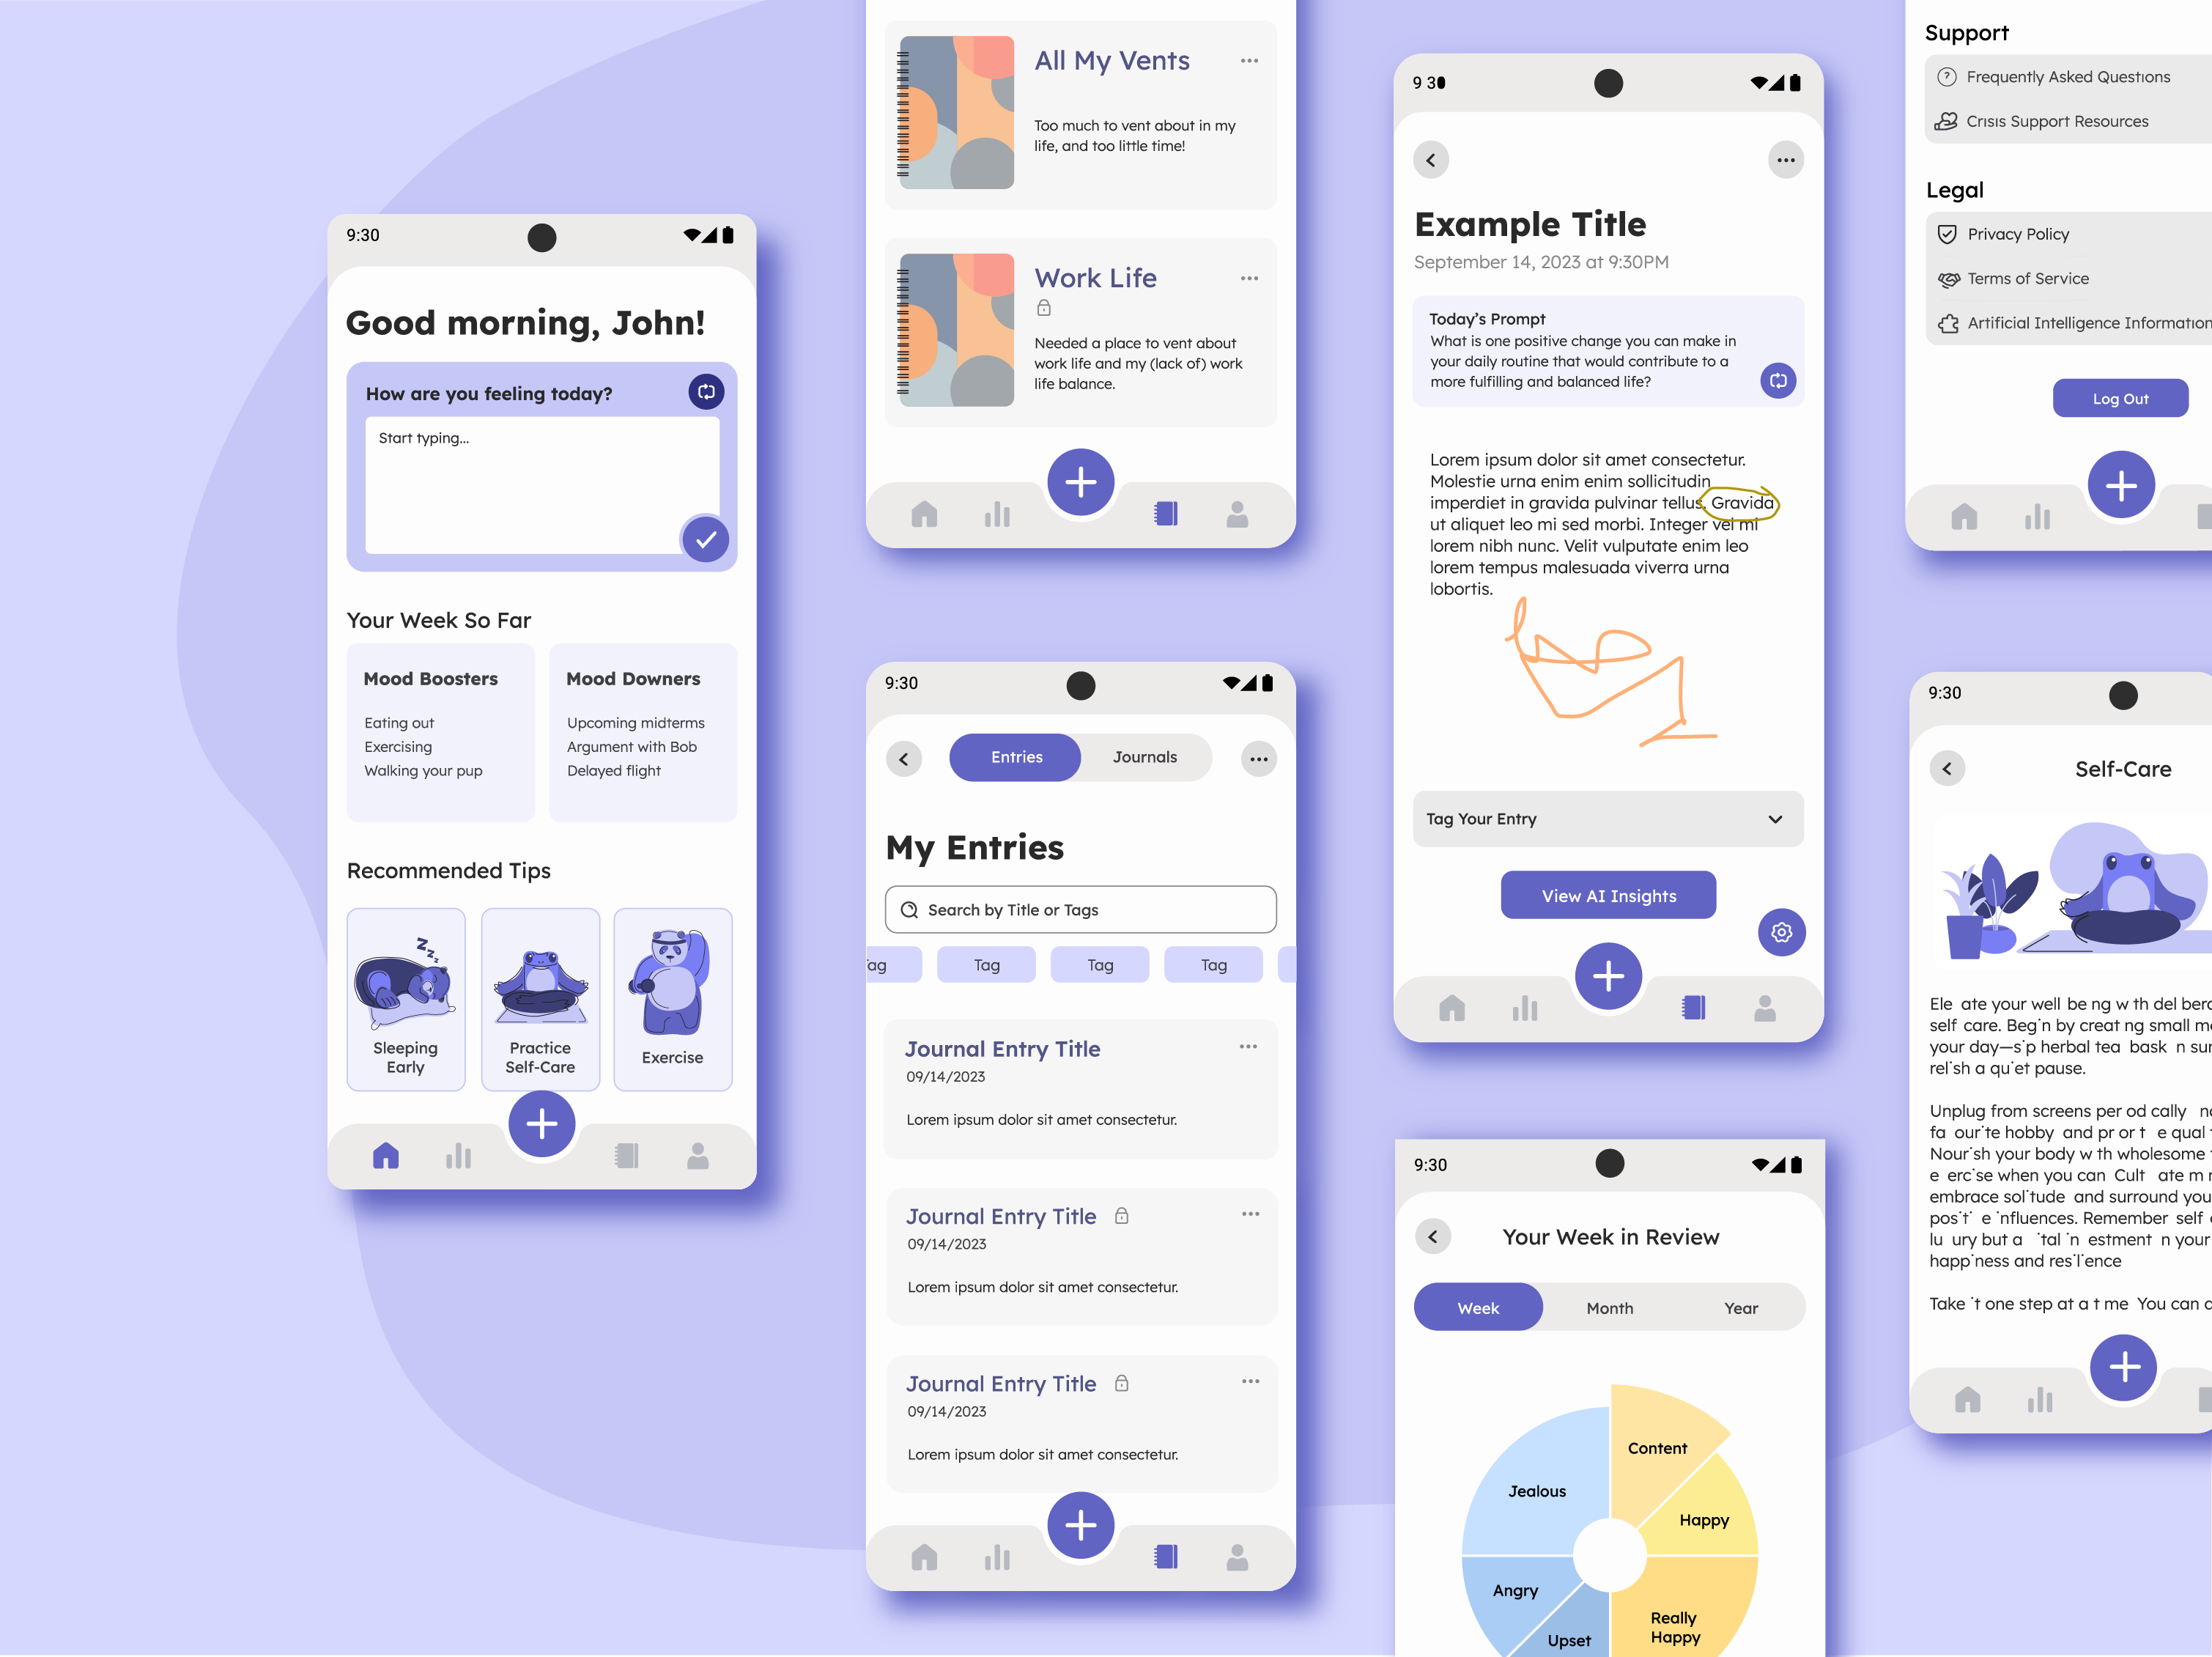 9:30
Good morning, John!
How are you feeling today?
Start typing...
Your Week So Far
Mood Boosters
Eating out
Exercising
Walking your pup
Mood Downers
Upcoming midterms
Argument with Bob
Delayed flight
Recommended Tips
Sleeping
Early
Practice
Self-Care
Exercise
All My Vents
Too much to vent about in my
life, and too little time!
Work Life
Needed a place to vent about
work life and my (lack of) work
life balance.
9:30
Entries
Journals
My Entries
Search by Title or Tags
Tag
Tag
Tag
Journal Entry Title
09/14/2023
Lorem ipsum dolor sit amet consectetur.
Journal Entry Title
09/14/2023
Lorem ipsum dolor sit amet consectetur.
Journal Entry Title
09/14/2023
Lorem ipsum dolor sit amet consectetur.
9 30
Example Title
September 14, 2023 at 9:30PM
Today's Prompt
What is one positive change you can make in
your daily routine that would contribute to a
more fulfilling and balanced life?
Lorem ipsum dolor sit amet consectetur.
Molestie urna enim enim sollicitudin
imperdiet in gravida pulvinar tellus. Gravida
ut aliquet leo mi sed morbi. Integer vel mi
lorem nibh nunc. Velit vulputate enim leo
lorem tempus malesuada viverra urna
lobortis.
Tag Your Entry
View AI Insights
9:30
Your Week in Review
Week
Month
Year
Content
Happy
Really
Happy
Upset
Angry
Jealous
Support
Frequently Asked Questions
Crisis Support Resources
Legal
Privacy Policy
Terms of Service
Artificial Intelligence Information
Log Out
9:30
Self-Care
ate your well be ng w th del
self care. Beg n by creat ng small
your day—s p herbal tea bask n
rel sh a qu et pause.
Unplug from screens per od cally
fa our te hobby and pr or t e qual
Nour sh your body w th wholesome
e erc se when you can Cult ate m
embrace sol tude and surround you
pos t e nfluences. Remember self
lu ury but a tal n estment n your
happ ness and res l ence
Take t one step at a t me You can